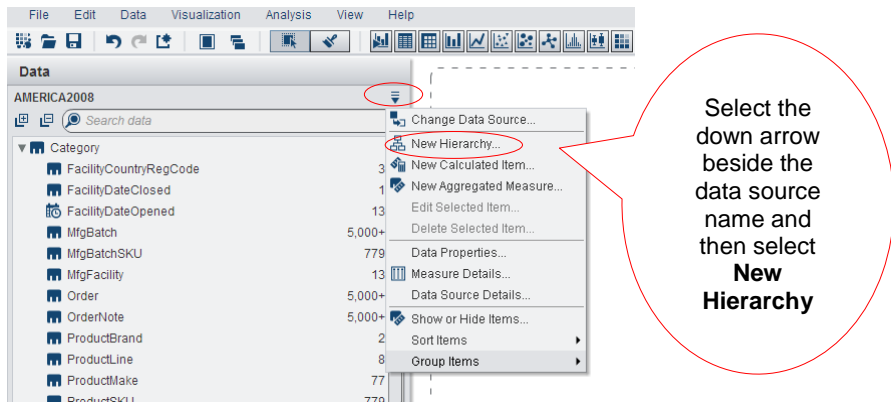 File Edit Data Visualization Analysis View Help
Data
AMERICA2008
Search data
Category
FacilityCountryRegCode 3
FacilityDateClosed 1
FacilityDateOpened 13
MfgBatch 5,000+
MfgBatchSKU 779
MfgFacility 13
Order 5,000+
OrderNote 5,000+
ProductBrand 2
ProductLine 8
ProductMake 77
ProductSKU 779
Change Data Source...
New Hierarchy...
New Calculated Item...
New Aggregated Measure...
Edit Selected Item...
Delete Selected Item...
Data Properties...
Measure Details...
Data Source Details...
Show or Hide Items...
Sort Items
Group Items
Select the
down arrow
beside the
data source
name and
then select
New
Hierarchy